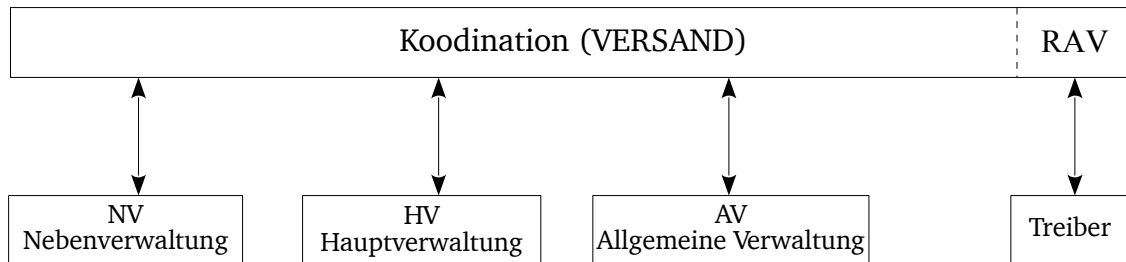 Koodination (VERSAND)
RAV
NV
Nebenverwaltung
HV
Hauptverwaltung
AV
Allgemeine Verwaltung
Treiber